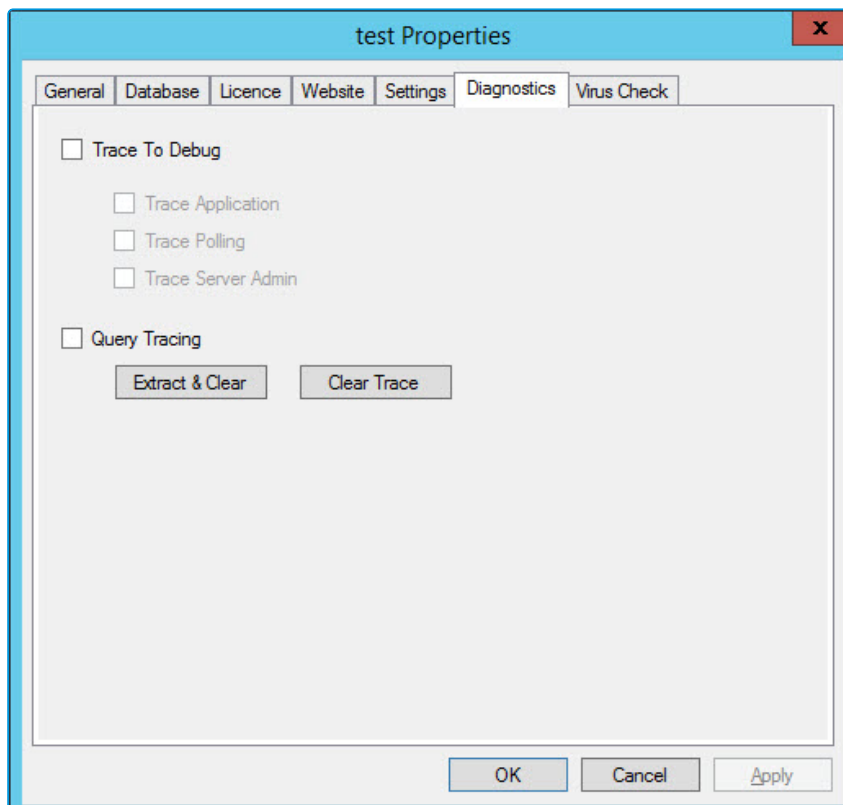 test Properties
x
General Database Licence Website Settings Diagnostics Virus Check
Trace To Debug
Trace Application
Trace Polling
Trace Server Admin
Query Tracing
Extract & Clear Clear Trace
OK Cancel Apply